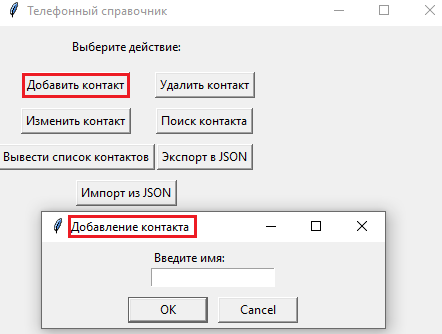 Телефонный справочник
Выберите действие:
Добавить контакт Удалить контакт
Изменить контакт Поиск контакта
Вывести список контактов Экспорт в JSON
Импорт из JSON
Добавление контакта
Введите имя:
OK Cancel